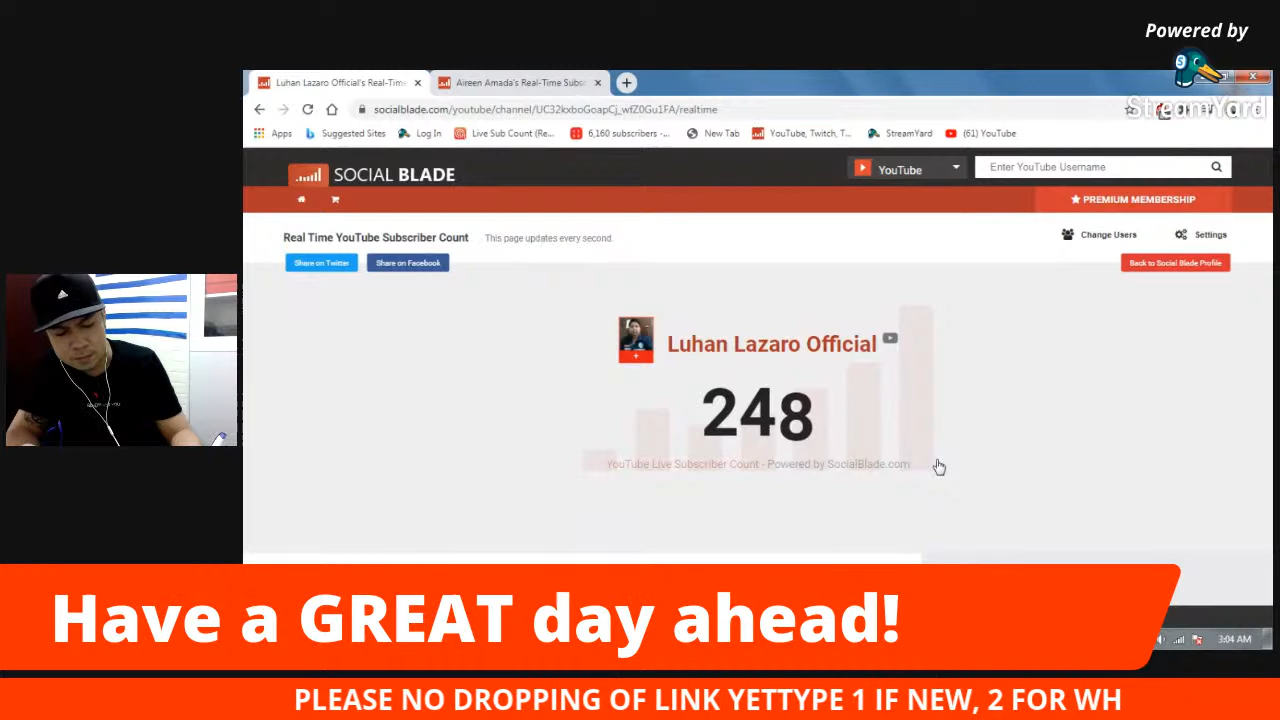 Powered by
StreamYard
Luhan Lazaro Official's Real-Time
Aireen Amada's Real-Time Subs
socialblade.com/youtube/channel/UC32kxboGoapCj_wfZ0Gu1FA/realtime
Apps
Suggested Sites
Log In
Live Sub Count (Re...
6,160 subscribers -...
New Tab
YouTube, Twitch, T...
StreamYard
(61) YouTube
SOCIAL BLADE
YouTube
Enter YouTube Username
PREMIUM MEMBERSHIP
Real Time YouTube Subscriber Count
This page updates every second.
Change Users
Settings
Share on Twitter
Share on Facebook
Back to Social Blade Profile
Luhan Lazaro Official
248
YouTube Live Subscriber Count - Powered by SocialBlade.com
Have a GREAT day ahead!
3:04 AM
PLEASE NO DROPPING OF LINK YETTYPE 1 IF NEW, 2 FOR WH